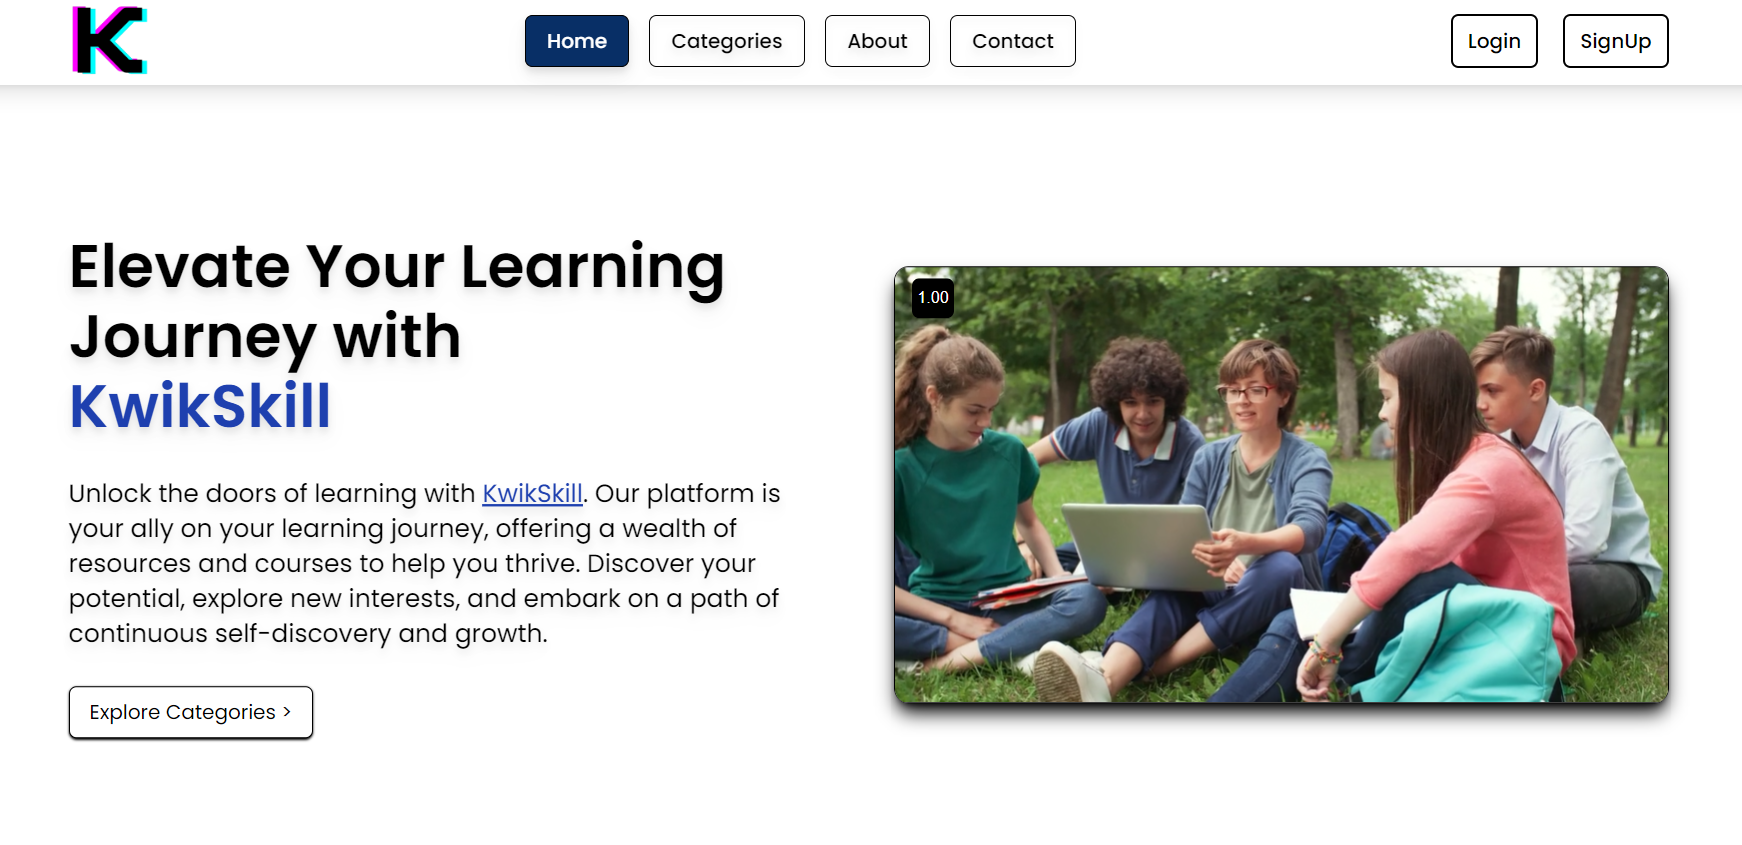 K
Home
Categories
About
Contact
Login
SignUp
Elevate Your Learning
Journey with
KwikSkill
Unlock the doors of learning with KwikSkill. Our platform is
your ally on your learning journey, offering a wealth of
resources and courses to help you thrive. Discover your
potential, explore new interests, and embark on a path of
continuous self-discovery and growth.
Explore Categories >
1.00